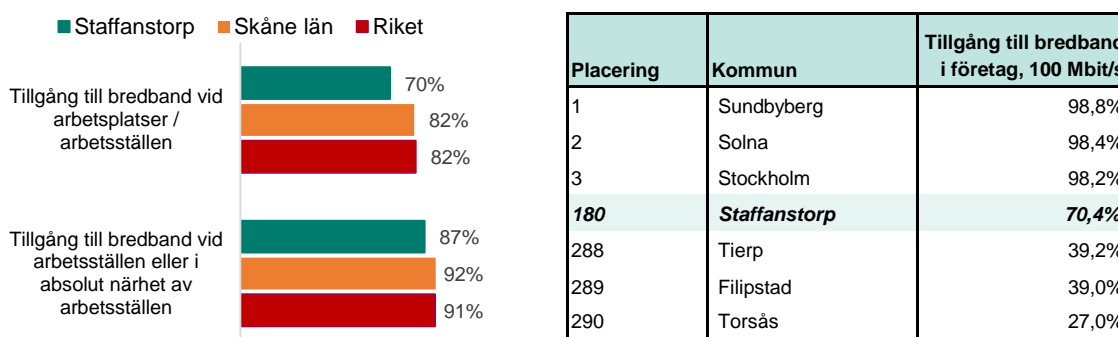 Staffanstorp Skåne län Riket
Tillgång till bredband vid
arbetsplatser /
arbetsställen
70%
82%
82%
Tillgång till bredband vid
arbetsställen eller i
absolut närhet av
arbetsställen
87%
92%
91%
Placering Kommun Tillgång till bredband i företag, 100 Mbit/s
1 Sundbyberg 98,8%
2 Solna 98,4%
3 Stockholm 98,2%
180 Staffanstorp 70,4%
288 Tierp 39,2%
289 Filipstad 39,0%
290 Torsås 27,0%